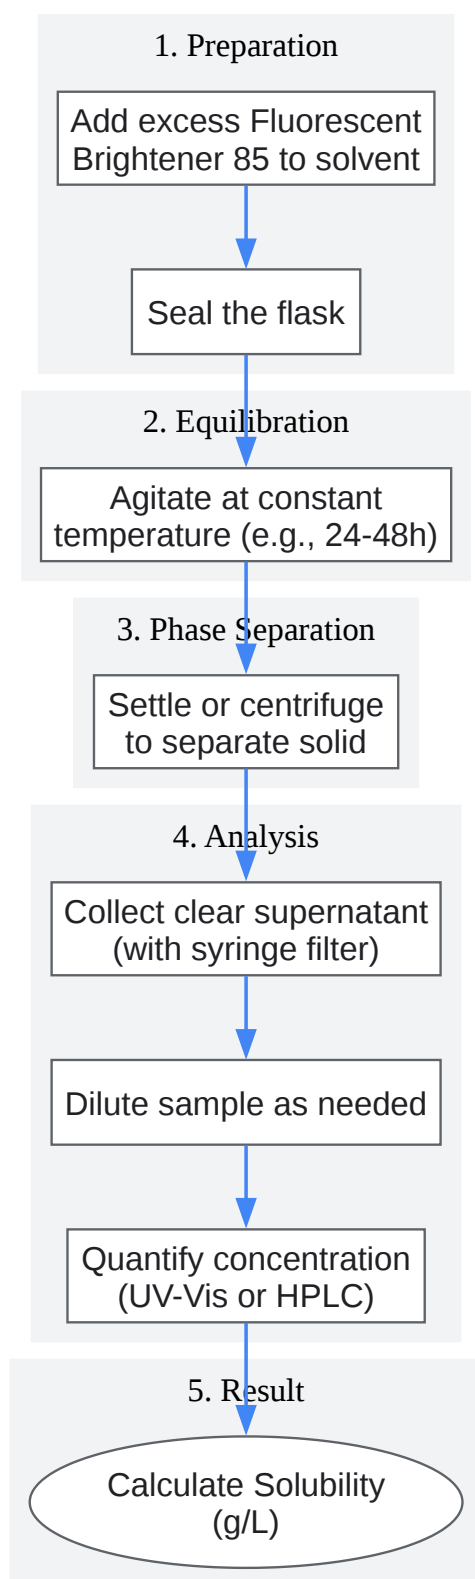 1. Preparation
Add excess Fluorescent
Brightener 85 to solvent
Seal the flask
2. Equilibration
Agitate at constant
temperature (e.g., 24-48h)
3. Phase Separation
Settle or centrifuge
to separate solid
4. Analysis
Collect clear supernatant
(with syringe filter)
Dilute sample as needed
Quantify concentration
(UV-Vis or HPLC)
5. Result
Calculate Solubility
(g/L)